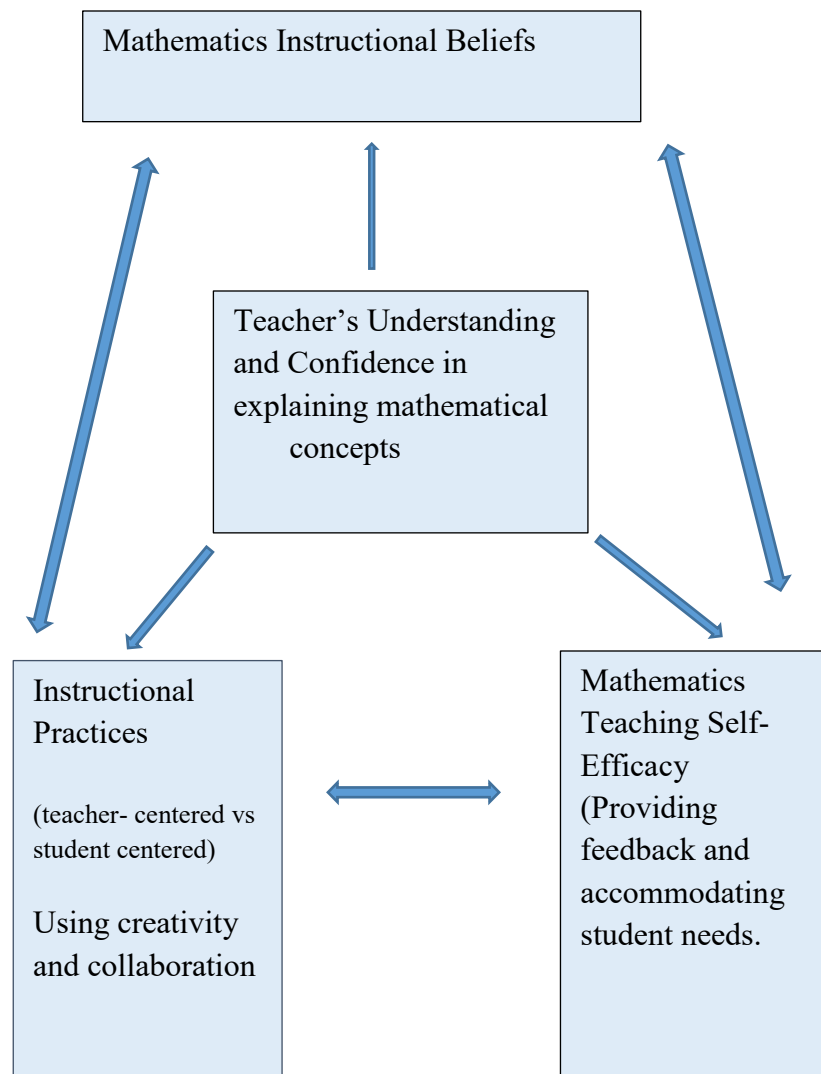 Mathematics Instructional Beliefs
Teacher’s Understanding
and Confidence in
explaining mathematical
concepts
Instructional
Practices
(teacher- centered vs
student centered)
Using creativity
and collaboration
Mathematics
Teaching Self-
Efficacy
(Providing
feedback and
accommodating
student needs.